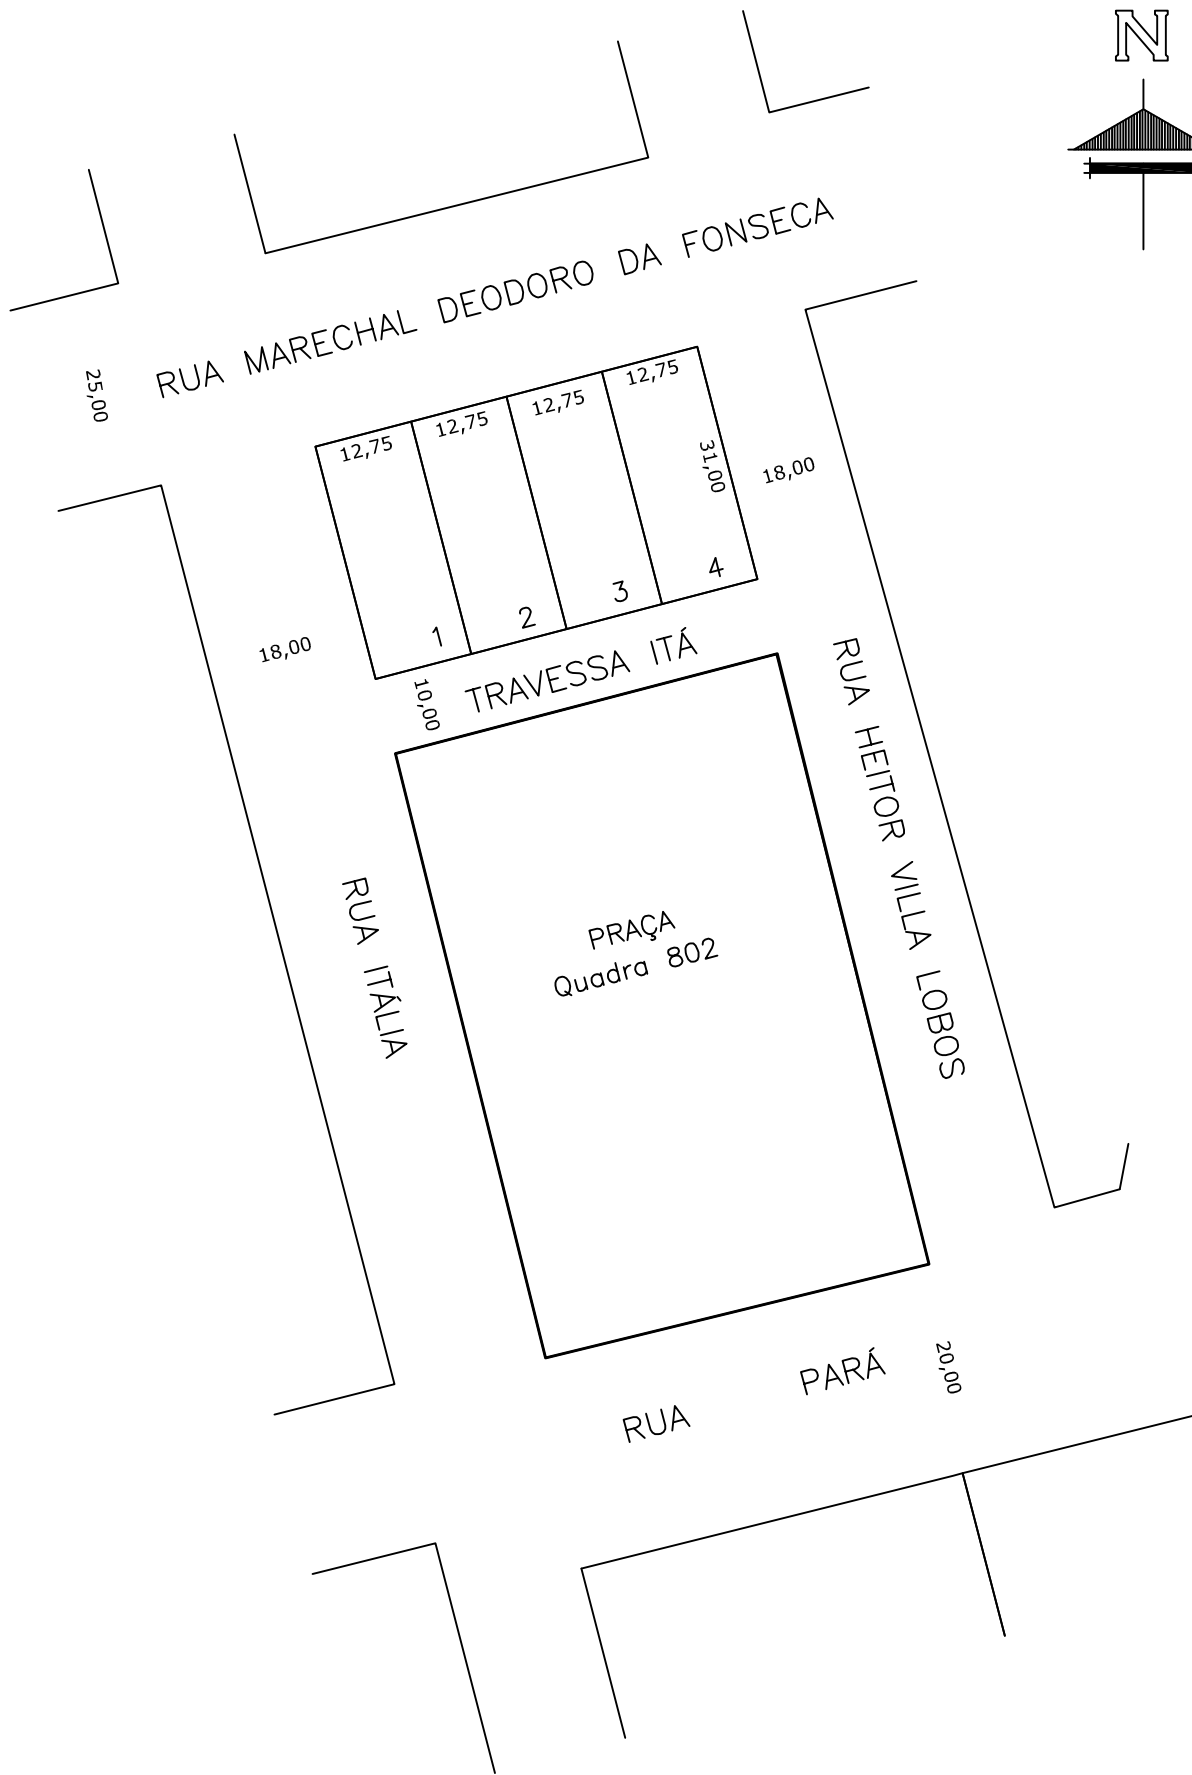 N
RUA MARECHAL DEODORO DA FONSECA
25,00
12,75
12,75
12,75
12,75
31,00
18,00
1
2
3
4
18,00
10,00
TRAVESSA ITÁ
RUA HEITOR VILLA LOBOS
RUA ITÁLIA
PRAÇA
Quadra 802
RUA PARÁ
20,00